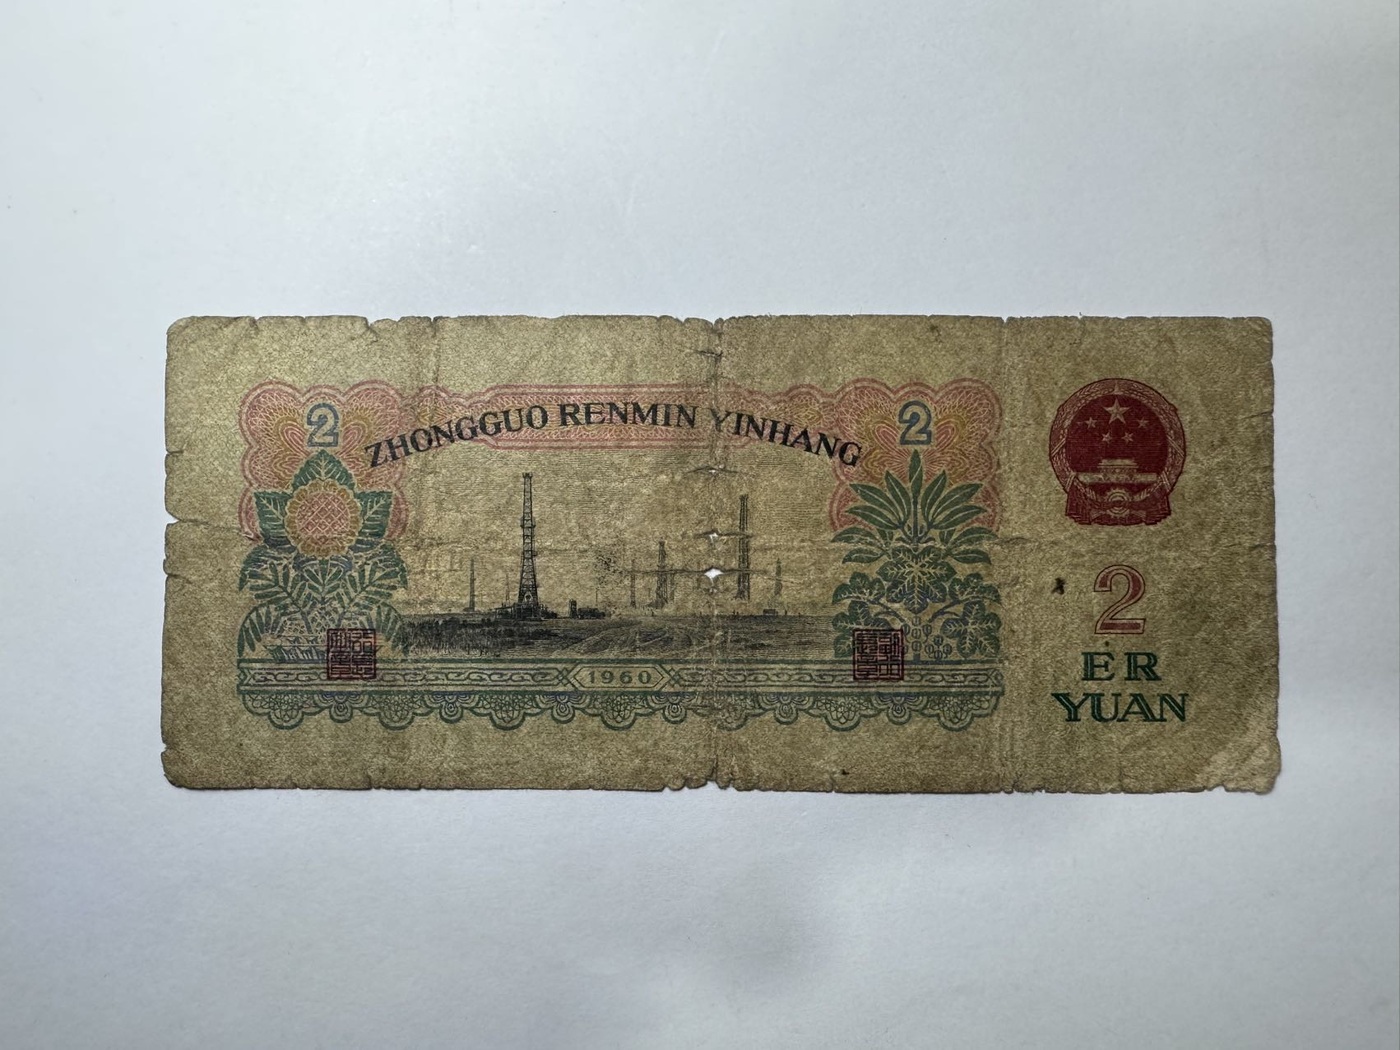 2
ZHONGGUO RENMIN YINHANG
2
1960
2
ER
YUAN